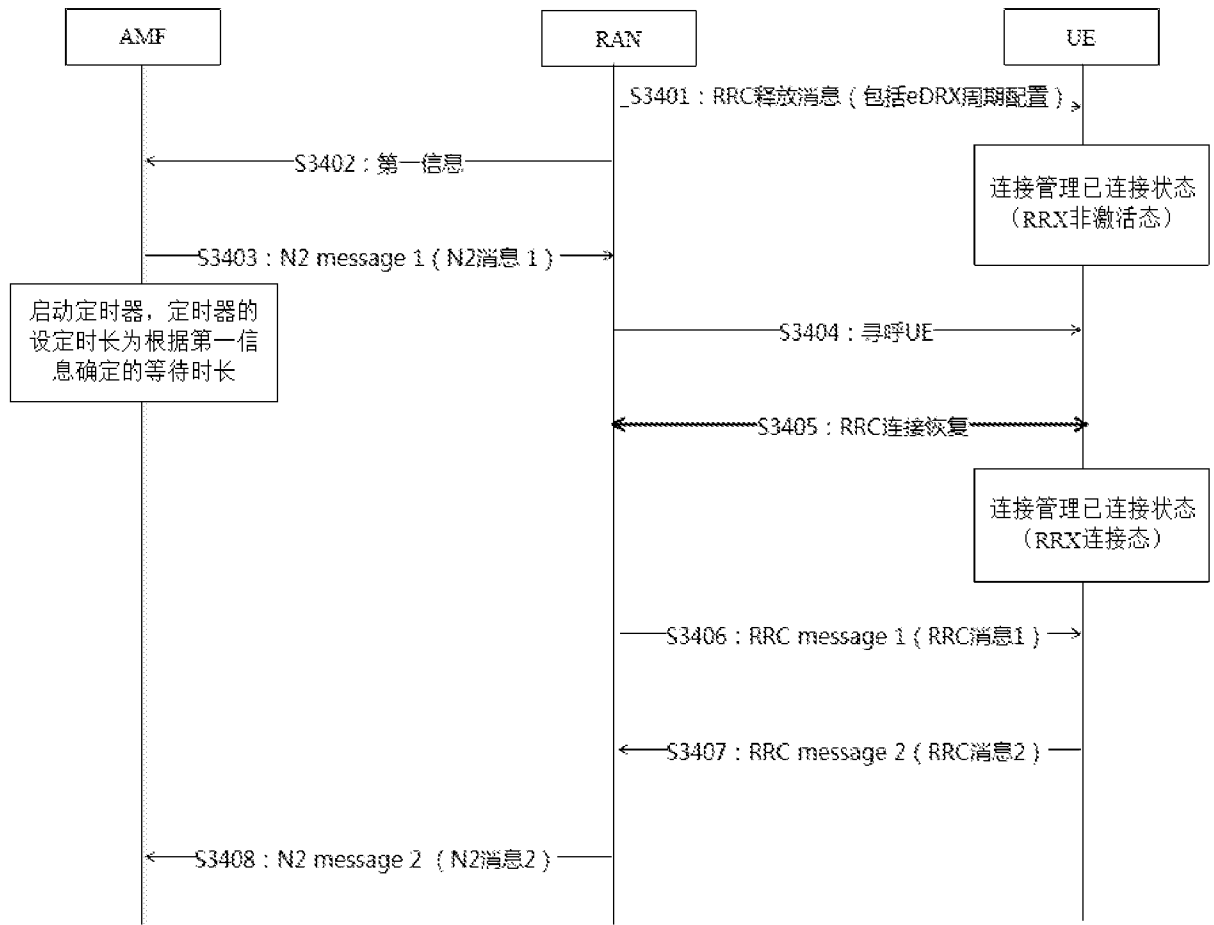 AMF
RAN
UE
S3401：RRC释放消息（包括eDRX周期配置）
S3402：第一信息
连接管理已连接状态
（RRX非激活态）
S3403：N2 message 1（N2消息 1）
启动定时器，定时器的
设定时长为根据第一信
息确定的等待时长
S3404：寻呼UE
S3405：RRC连接恢复
连接管理已连接状态
（RRX连接态）
S3406：RRC message 1（RRC消息1）
S3407：RRC message 2（RRC消息2）
S3408：N2 message 2 （N2消息2）